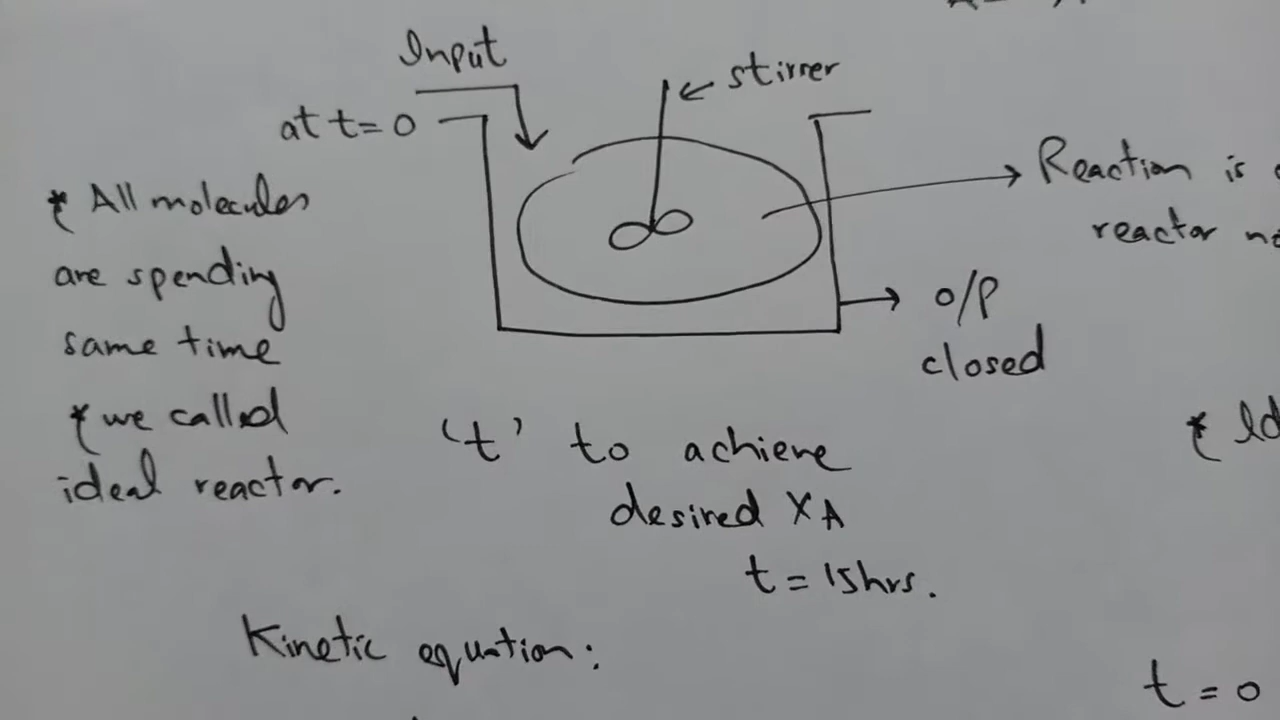 Input
stirrer
at t = 0
Reaction is
reactor
* All molecules
are spending
same time
* we called
ideal reactor.
O/P
closed
't' to achieve
desired XA
t = 15hrs.
Kinetic equation:
t = 0